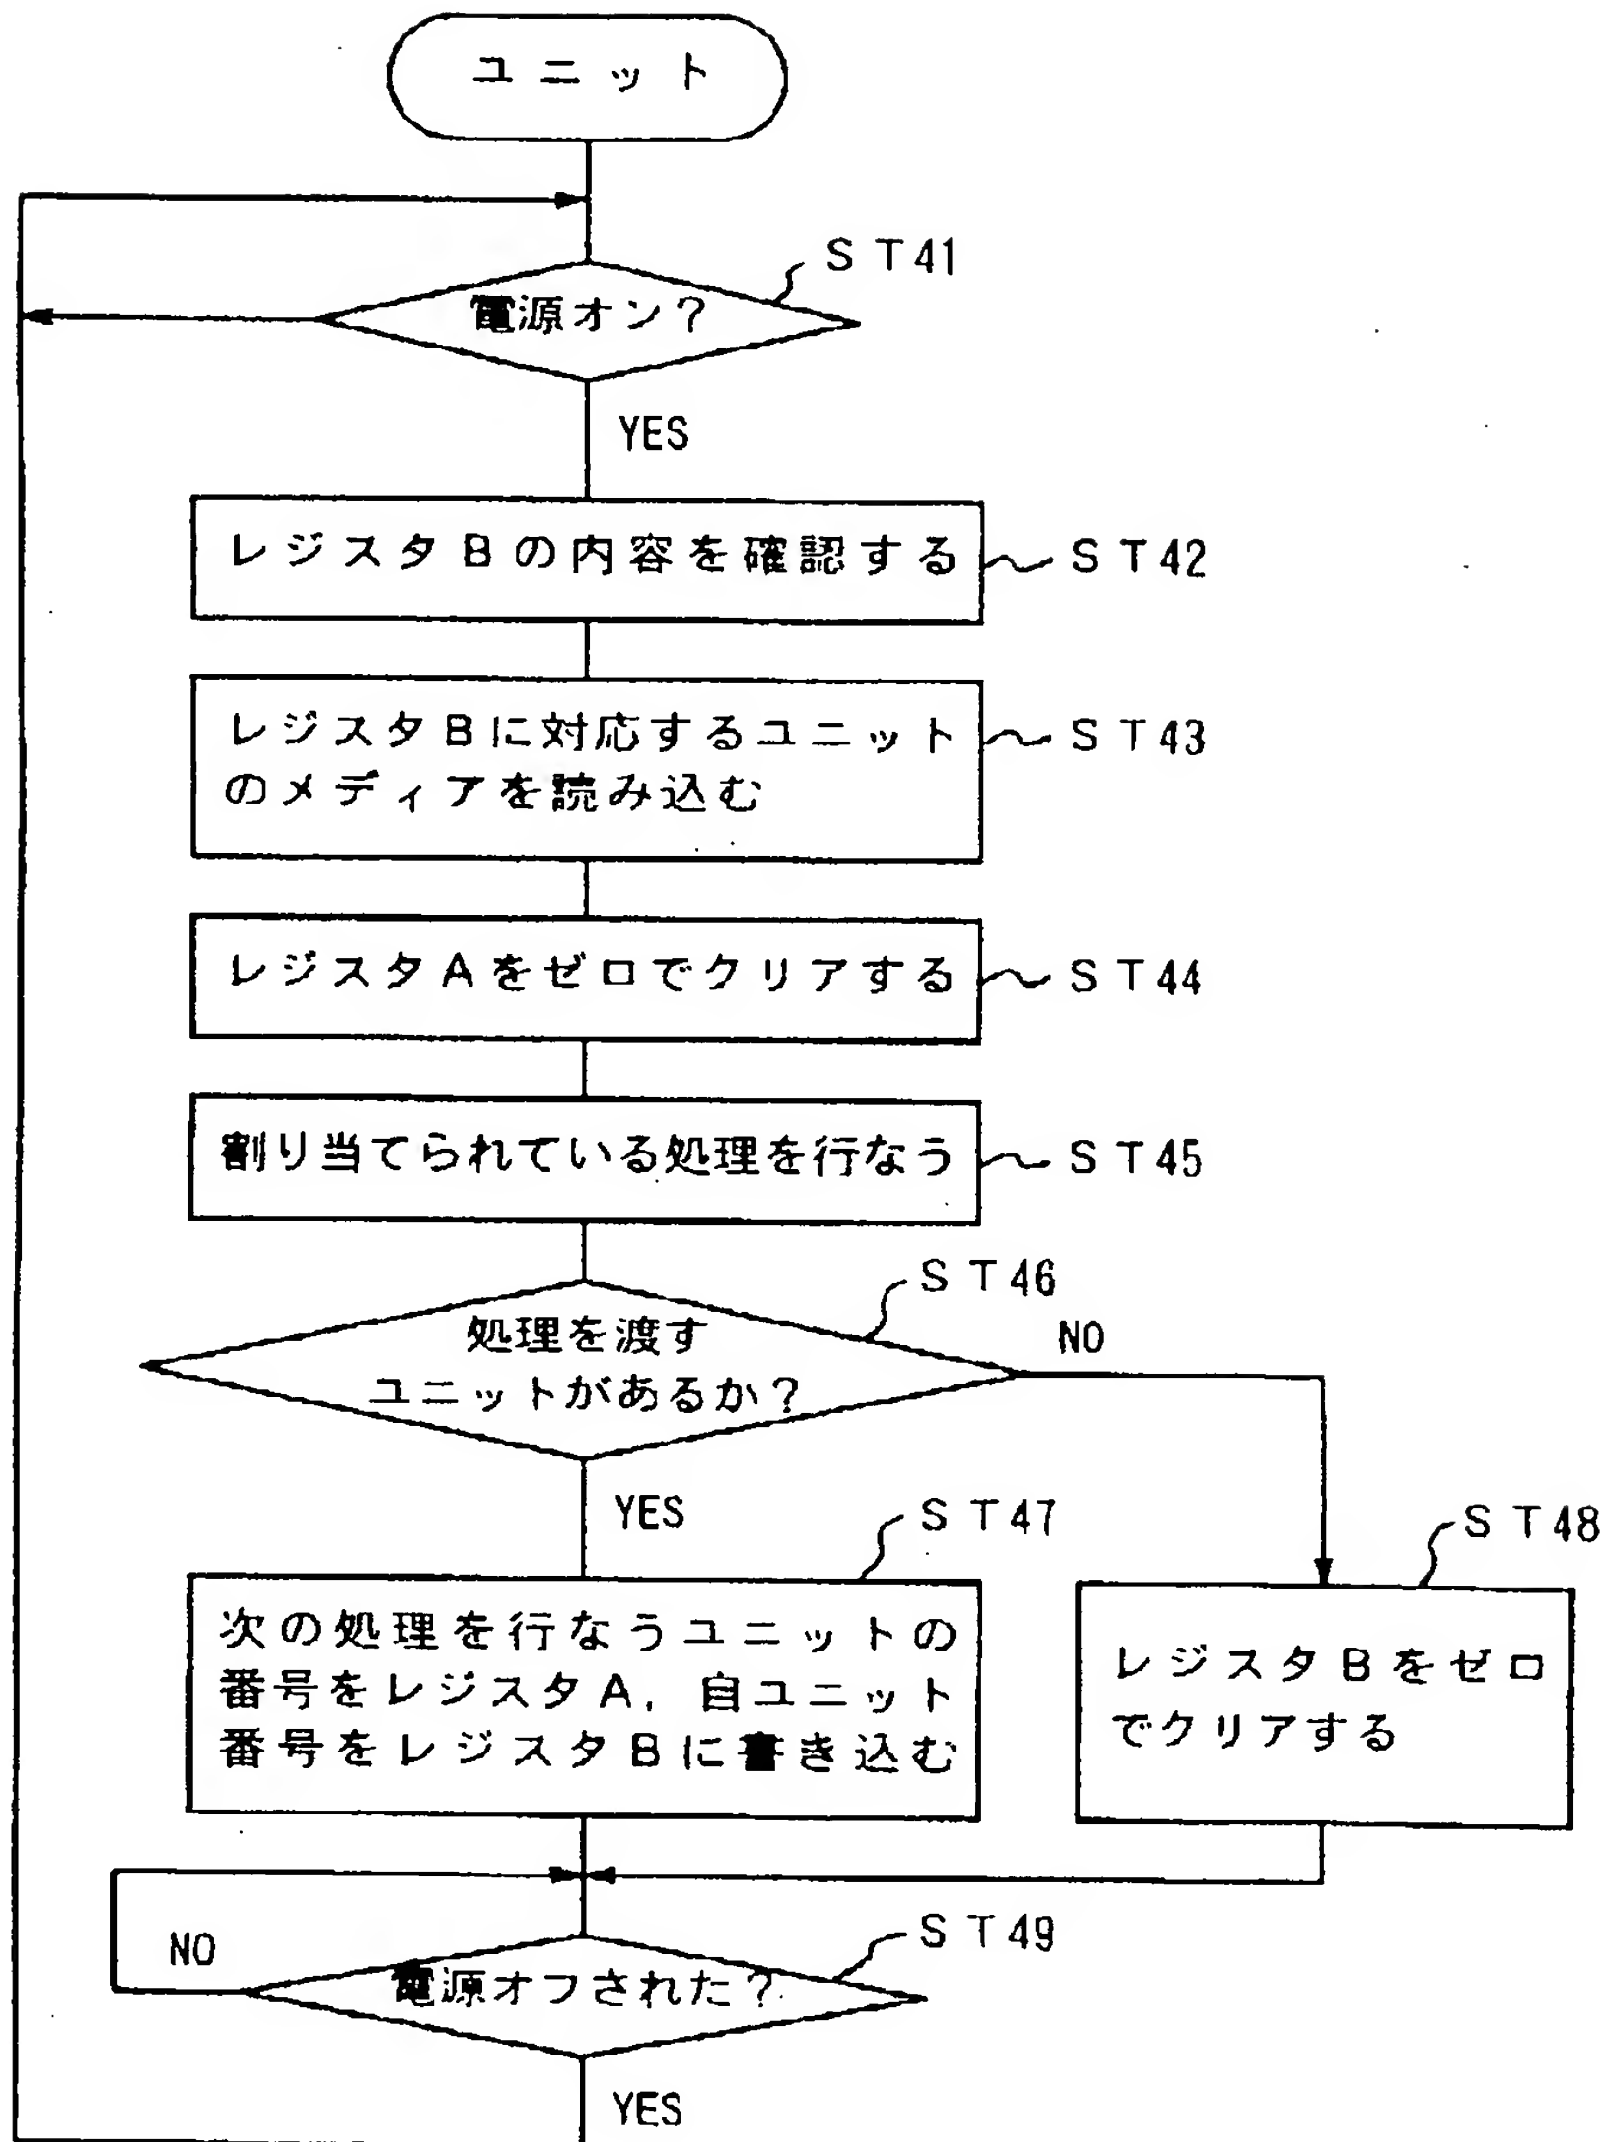 ユニット
ST41
電源オン？
YES
レジスタBの内容を確認する
ST42
レジスタBに対応するユニット
のメディアを読み込む
ST43
レジスタAをゼロでクリアする
ST44
割り当てられている処理を行なう
ST45
ST46
処理を渡す
ユニットがあるか？
NO
YES
ST47
次の処理を行なうユニットの
番号をレジスタA，自ユニット
番号をレジスタBに書き込む
ST48
レジスタBをゼロ
でクリアする
ST49
NO
電源オフされた？
YES